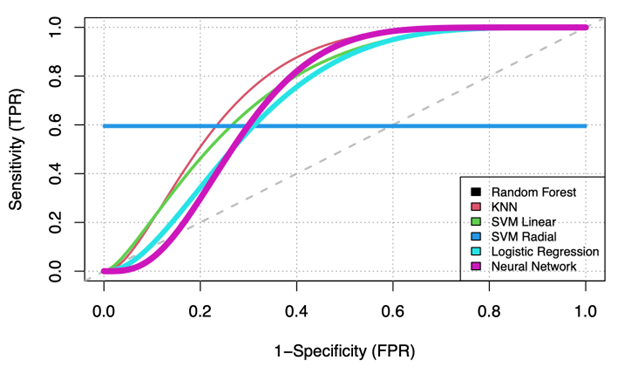 1.0
0.8
0.6
0.4
0.2
0.0
Sensitivity (TPR)
Random Forest
KNN
SVM Linear
SVM Radial
Logistic Regression
Neural Network
0.0 0.2 0.4 0.6 0.8 1.0
1−Specificity (FPR)